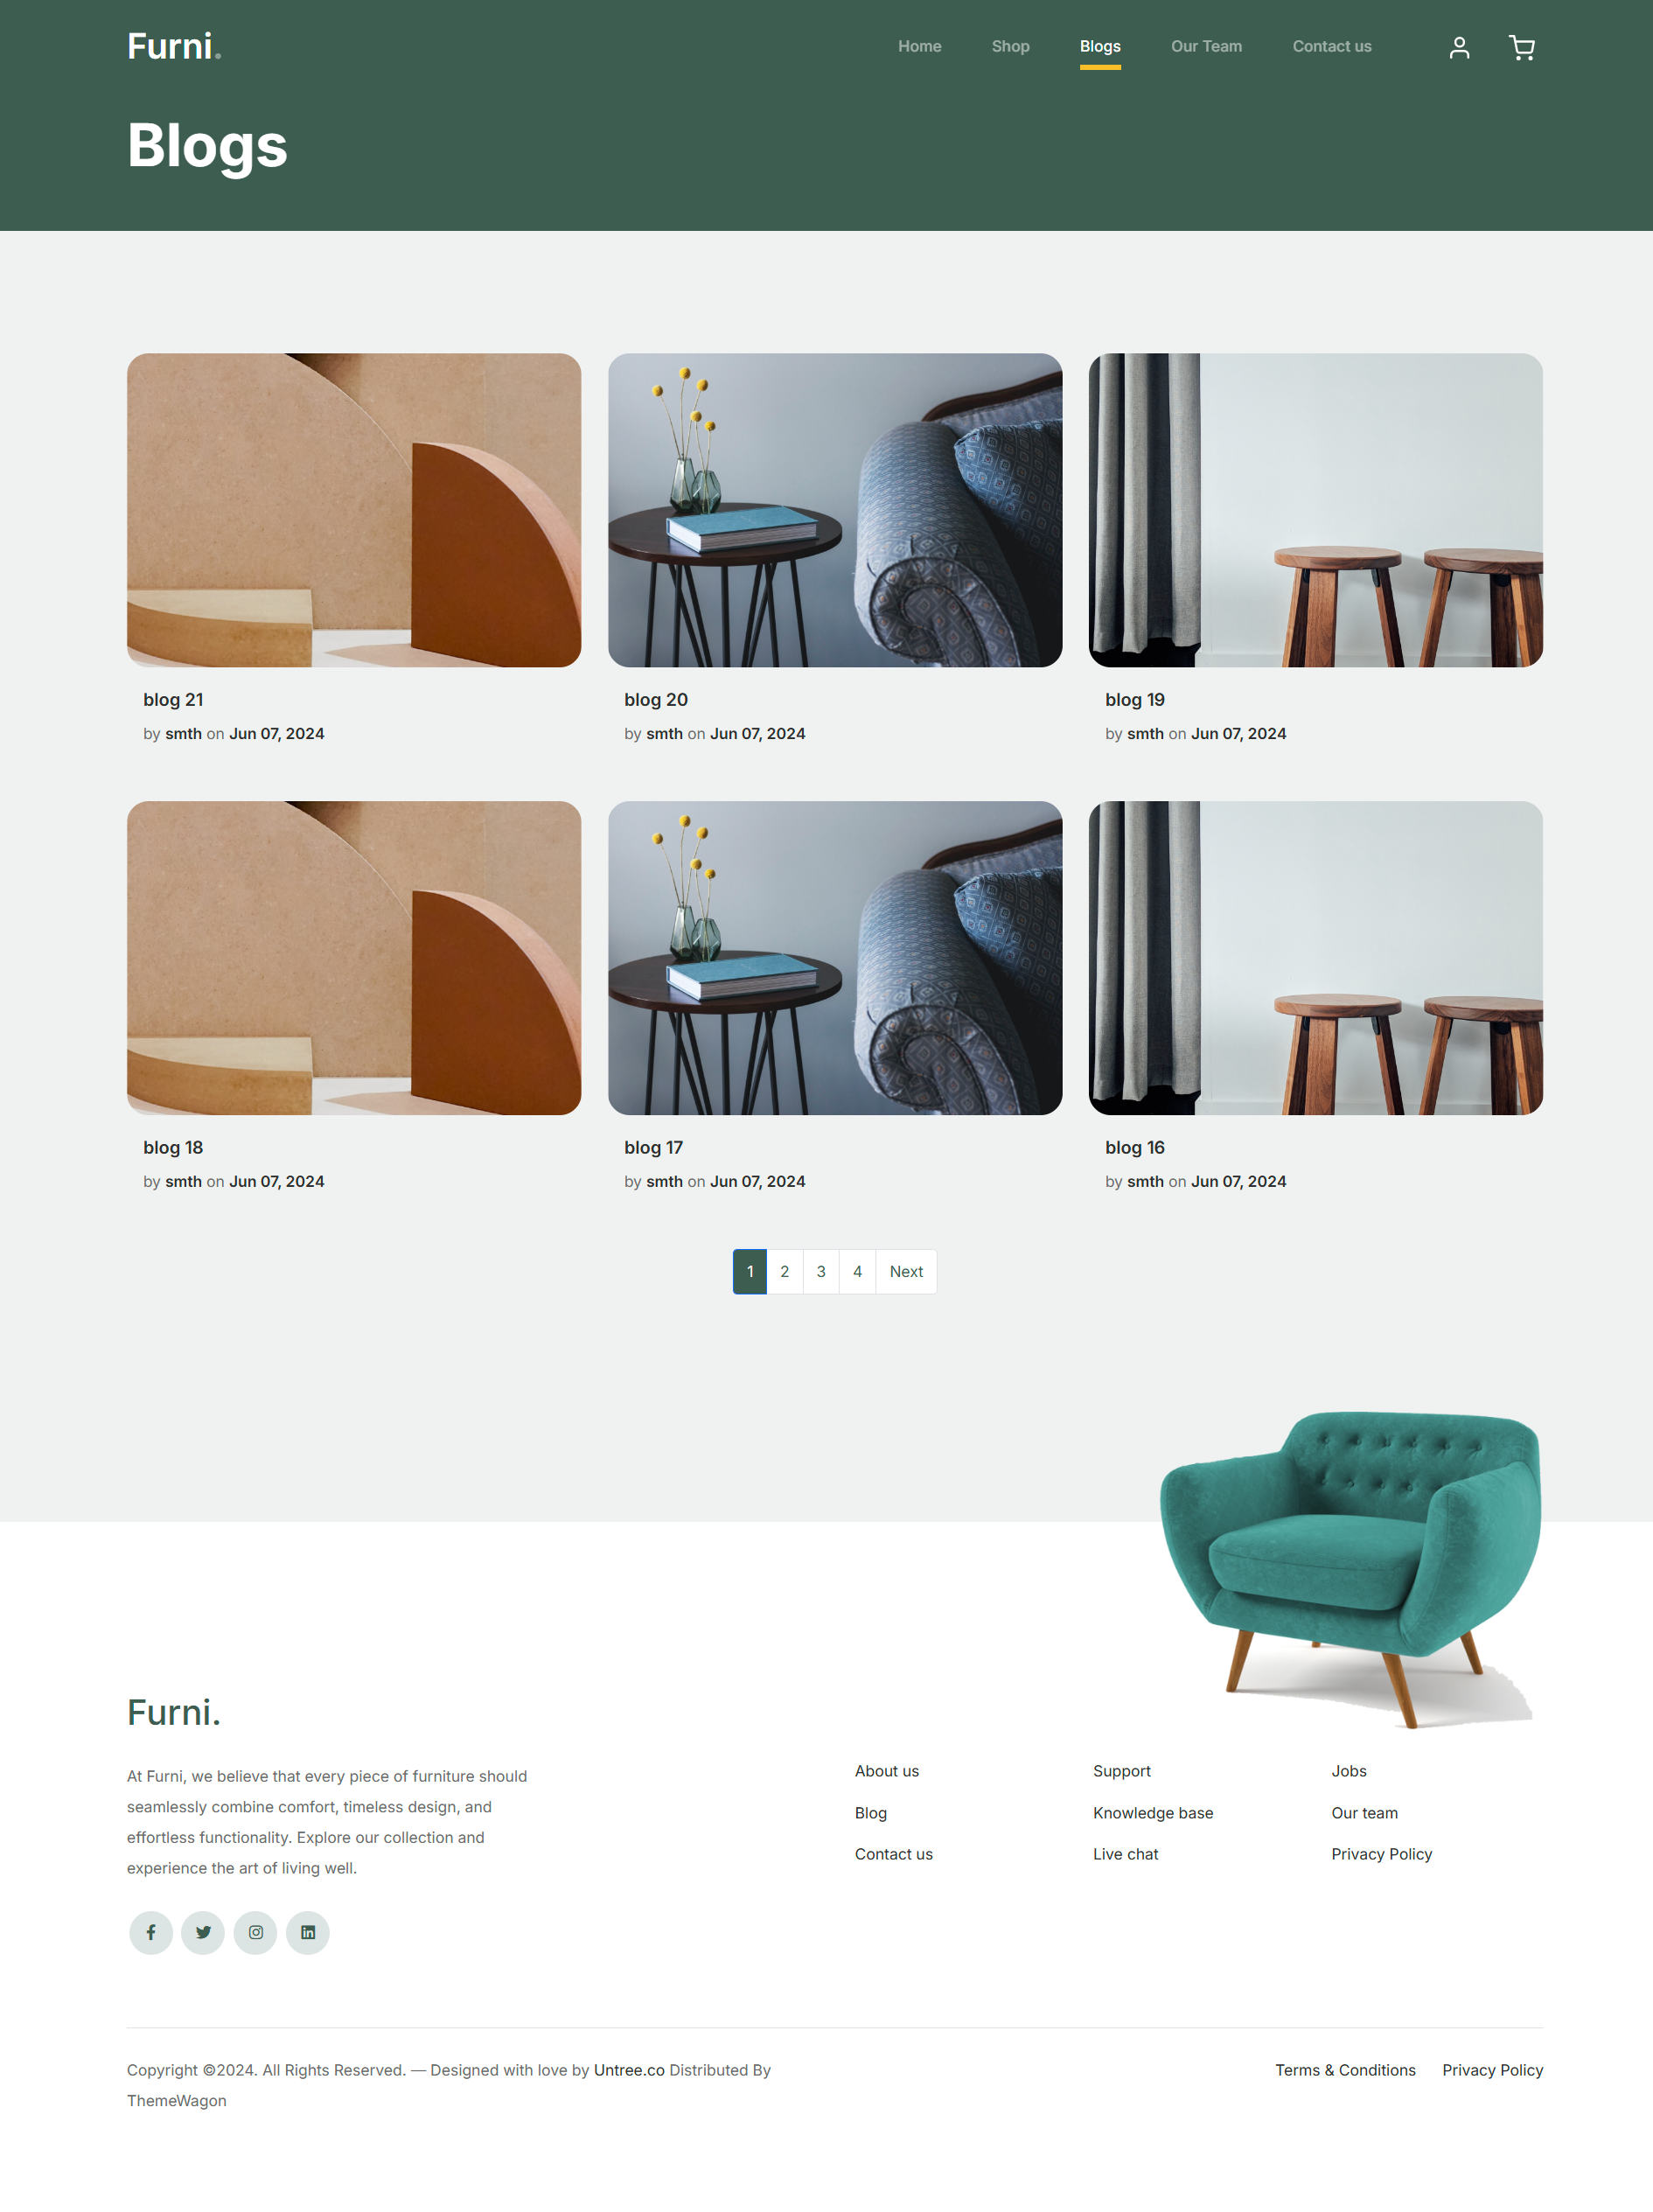 Furni.
Home Shop Blogs Our Team Contact us
Blogs
blog 21
by smth on Jun 07, 2024
blog 20
by smth on Jun 07, 2024
blog 19
by smth on Jun 07, 2024
blog 18
by smth on Jun 07, 2024
blog 17
by smth on Jun 07, 2024
blog 16
by smth on Jun 07, 2024
1 2 3 4 Next
Furni.
At Furni, we believe that every piece of furniture should
seamlessly combine comfort, timeless design, and
effortless functionality. Explore our collection and
experience the art of living well.
About us
Blog
Contact us
Support
Knowledge base
Live chat
Jobs
Our team
Privacy Policy
Copyright ©2024. All Rights Reserved. — Designed with love by Untree.co Distributed By
ThemeWagon
Terms & Conditions Privacy Policy